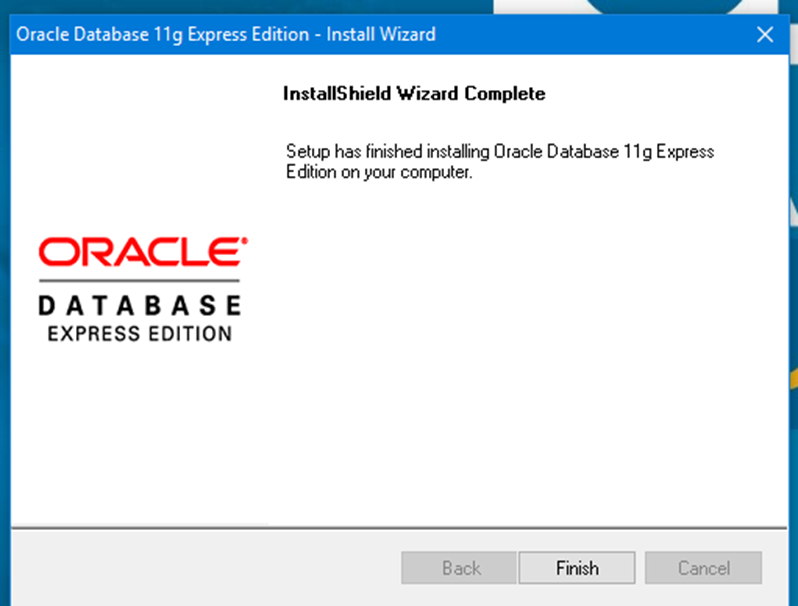 Oracle Database 11g Express Edition - Install Wizard
InstallShield Wizard Complete
Setup has finished installing Oracle Database 11g Express
Edition on your computer.
ORACLE
DATABASE
EXPRESS EDITION
Back
Finish
Cancel